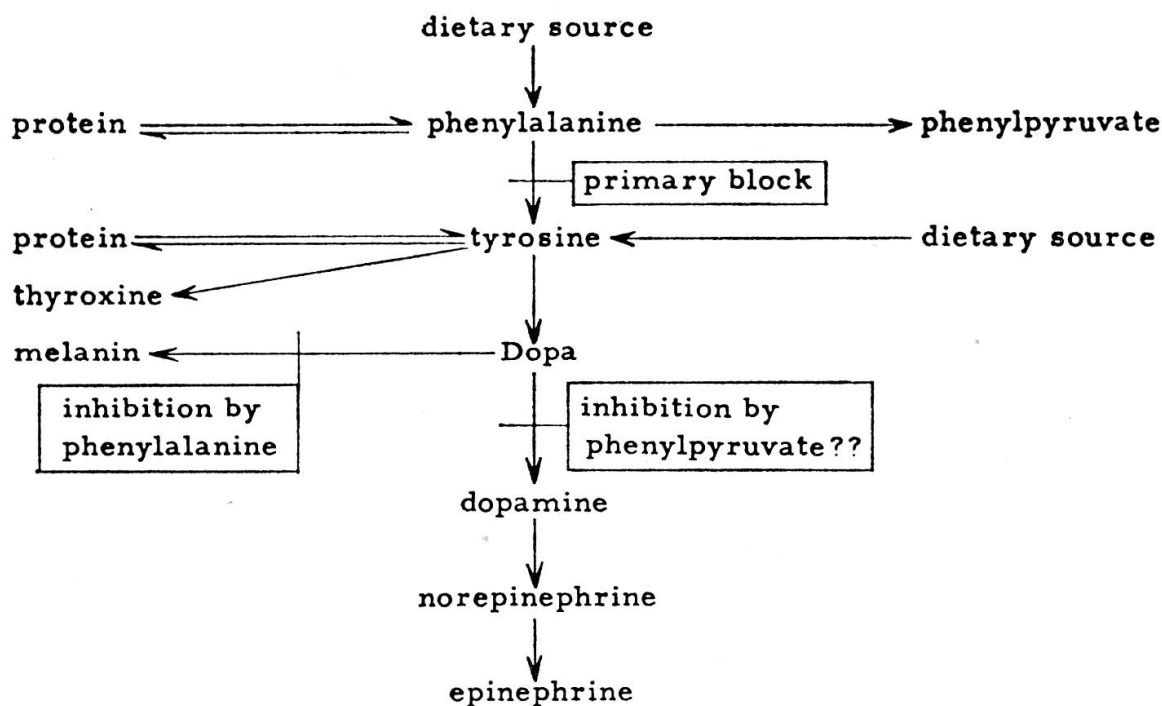 dietary source
protein phenylalanine phenylpyruvate
primary block
protein tyrosine dietary source
thyroxine
melanin Dopa
inhibition by
phenylalanine
inhibition by
phenylpyruvate??
dopamine
norepinephrine
epinephrine